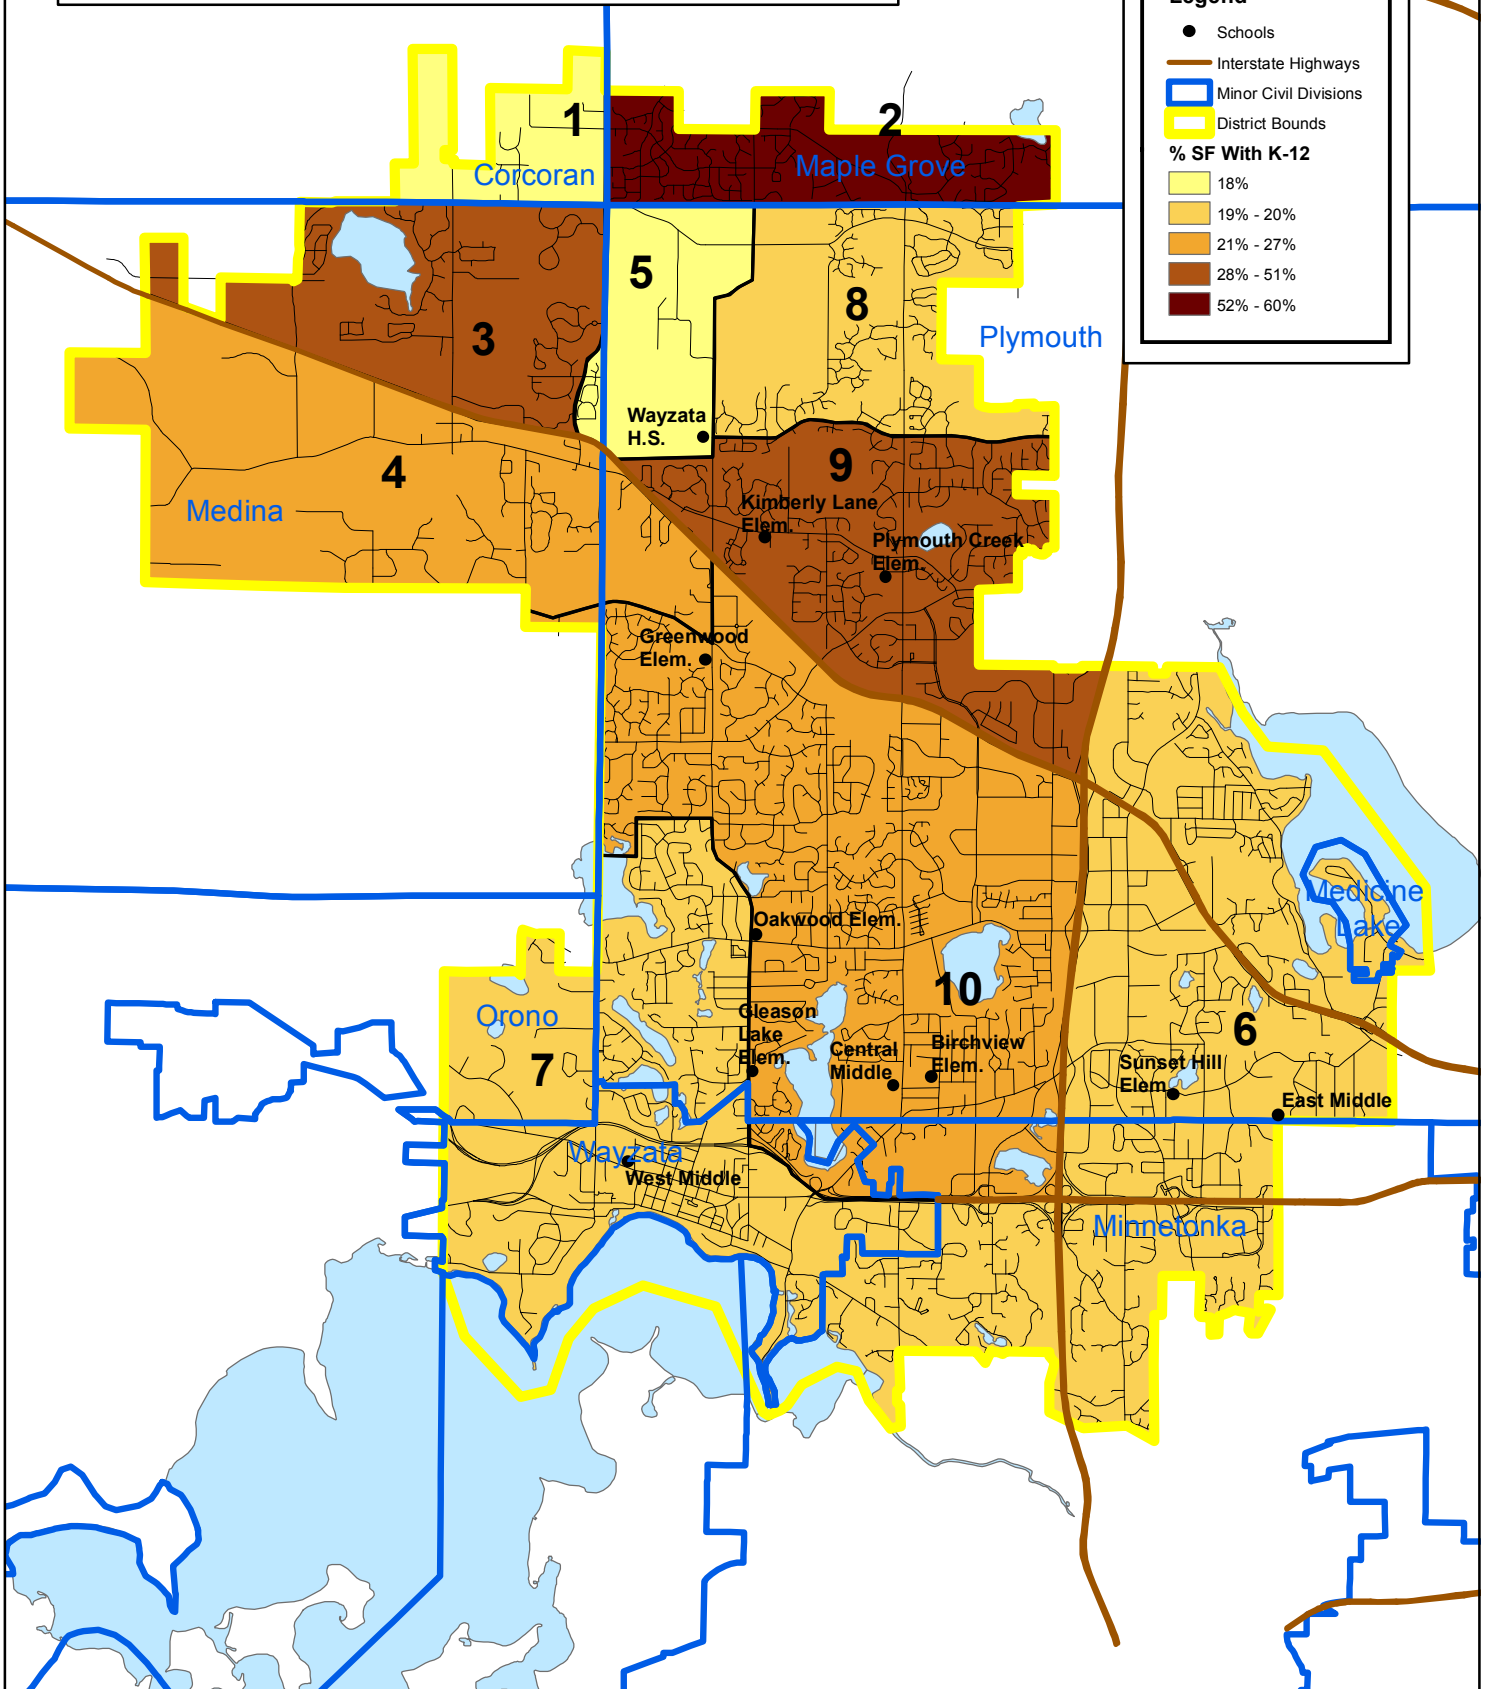 Legend
Schools
Interstate Highways
Minor Civil Divisions
District Bounds
% SF With K-12
18%
19% - 20%
21% - 27%
28% - 51%
52% - 60%
1
2
Corcoran
Maple Grove
5
8
3
Plymouth
Wayzata
H.S.
4
9
Medina
Kimberly Lane
Elem.
Plymouth Creek
Elem.
Greenwood
Elem.
Medicine
Lake
Oakwood Elem.
10
Orono
Gleason
Lake
Elem.
6
7
Central
Middle
Birchview
Elem.
Sunset Hill
Elem.
East Middle
Wayzata
West Middle
Minnetonka